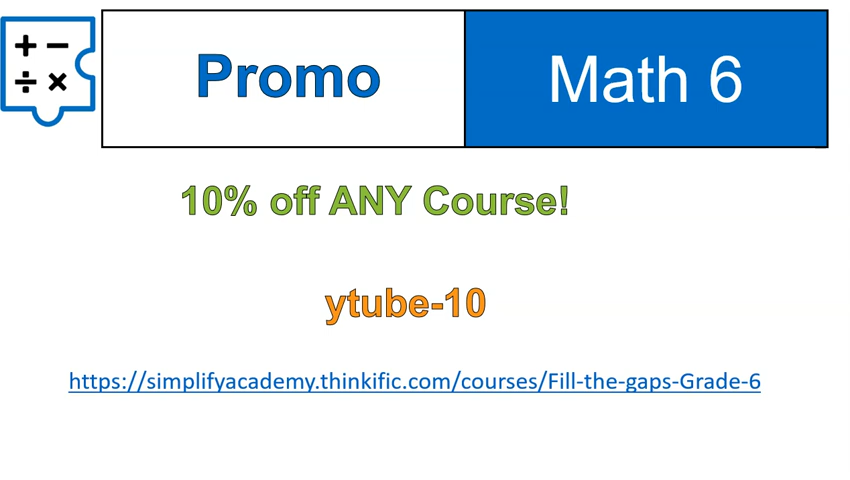 + −
÷ ×
Promo
Math 6
10% off ANY Course!
ytube-10
https://simplifyacademy.thinkific.com/courses/Fill-the-gaps-Grade-6